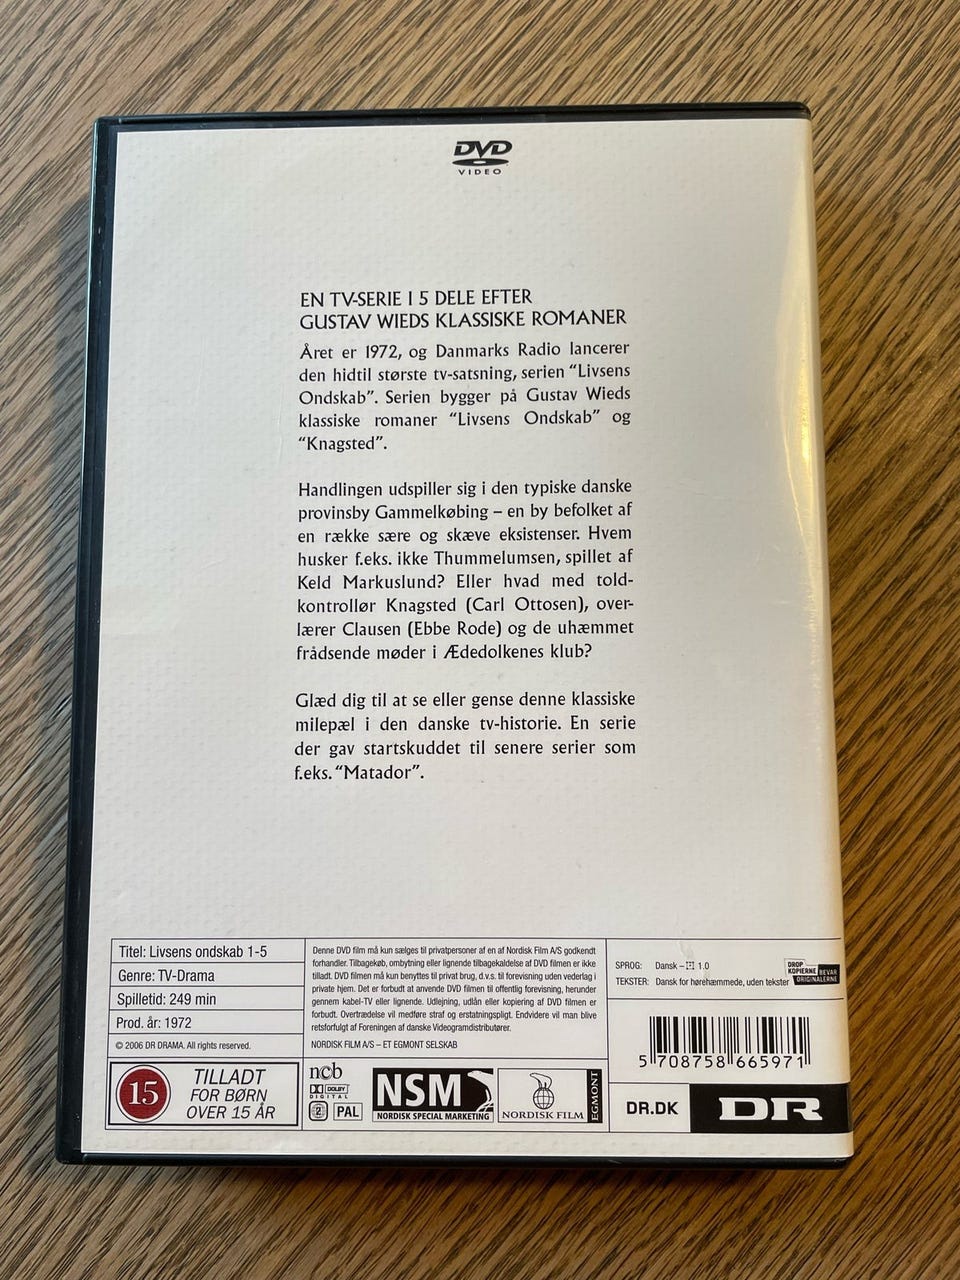 DVD
VIDEO
EN TV-SERIE I 5 DELE EFTER
GUSTAV WIEDS KLASSISKE ROMANER
Året er 1972, og Danmarks Radio lancerer
den hidtil største tv-satsning, serien “Livsens
Ondskab”. Serien bygger på Gustav Wieds
klassiske romaner “Livsens Ondskab” og
“Knagsted”.
Handlingen udspiller sig i den typiske danske
provinsby Gammelkøbing – en by befolket af
en række sære og skæve eksistenser. Hvem
husker f.eks. ikke Thummelumsen, spillet af
Keld Markuslund? Eller hvad med told-
kontrollør Knagsted (Carl Ottosen), over-
lærer Clausen (Ebbe Rode) og de uhæmmet
frådsende møder i Ædedolkenes klub?
Glæd dig til at se eller gense denne klassiske
milepæl i den danske tv-historie. En serie
der gav startskuddet til senere serier som
f.eks. “Matador”.
Titel: Livsens ondskab 1-5
Genre: TV-Drama
Spilletid: 249 min
Prod. år: 1972
© 2006 DR DRAMA. All rights reserved.
15
TILLADT
FOR BØRN
OVER 15 ÅR
Denne DVD film må kun sælges til privatpersoner af en af Nordisk Film A/S godkendt
forhandler. Tilbagekøb, ombytning eller lignende tilbagekaldelse af DVD filmen er ikke
tilladt. DVD filmen må kun benyttes til privat brug, d.v.s. til forevisning uden vederlag i
private hjem. Det er forbudt at anvende DVD filmen til offentlig forevisning, herunder
gennem kabel-TV eller lignende. Udlejning, udlån eller kopiering af DVD filmen er
forbudt. Overtrædelse vil medføre straf og erstatningspligt. Endvidere vil man blive
retsforfulgt af Foreningen af danske Videogramdistributører.
NORDISK FILM A/S – ET EGMONT SELSKAB
ncb
DOLBY
DIGITAL
2 PAL
NSM
NORDISK SPECIAL MARKETING
NORDISK FILM
EGMONT
SPROG: Dansk – 1.0
TEKSTER: Dansk for hørehæmmede, uden tekster
DROP
KOPIERNE BEVAR
ORIGINALERNE
5 708758 665971
DR.DK
DR